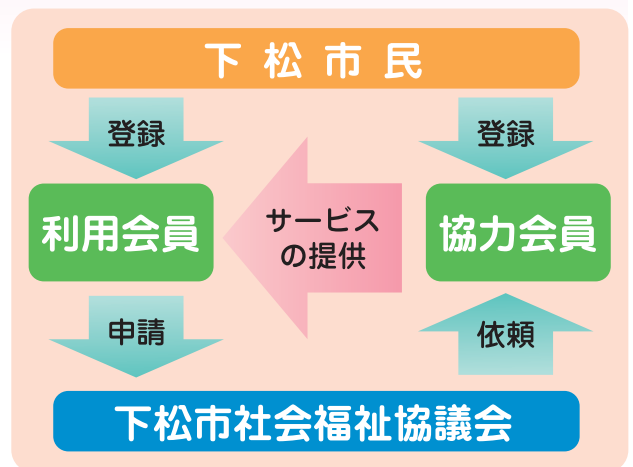 下松市民
登録
登録
利用会員
サービス
の提供
協力会員
申請
依頼
下松市社会福祉協議会